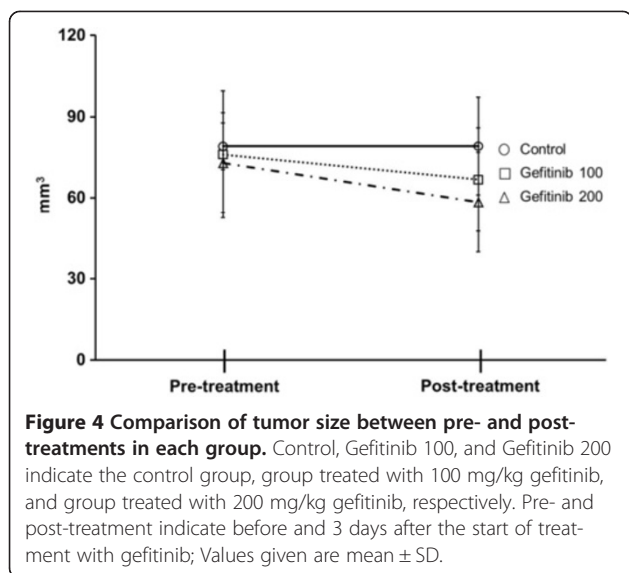 120
90
60
30
0
mm³
Control
Gefitinib 100
Gefitinib 200
Pre-treatment Post-treatment
Figure 4 Comparison of tumor size between pre- and post-
treatments in each group. Control, Gefitinib 100, and Gefitinib 200
indicate the control group, group treated with 100 mg/kg gefitinib,
and group treated with 200 mg/kg gefitinib, respectively. Pre- and
post-treatment indicate before and 3 days after the start of treat-
ment with gefitinib; Values given are mean ± SD.